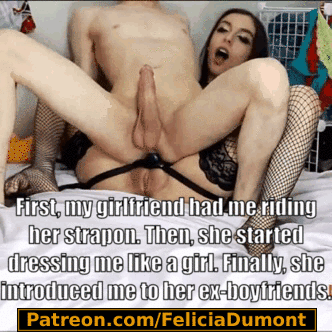 First, my girlfriend had me riding
her strapon. Then, she started
dressing me like a girl. Finally, she
introduced me to her ex-boyfriends.
Patreon.com/FeliciaDumont